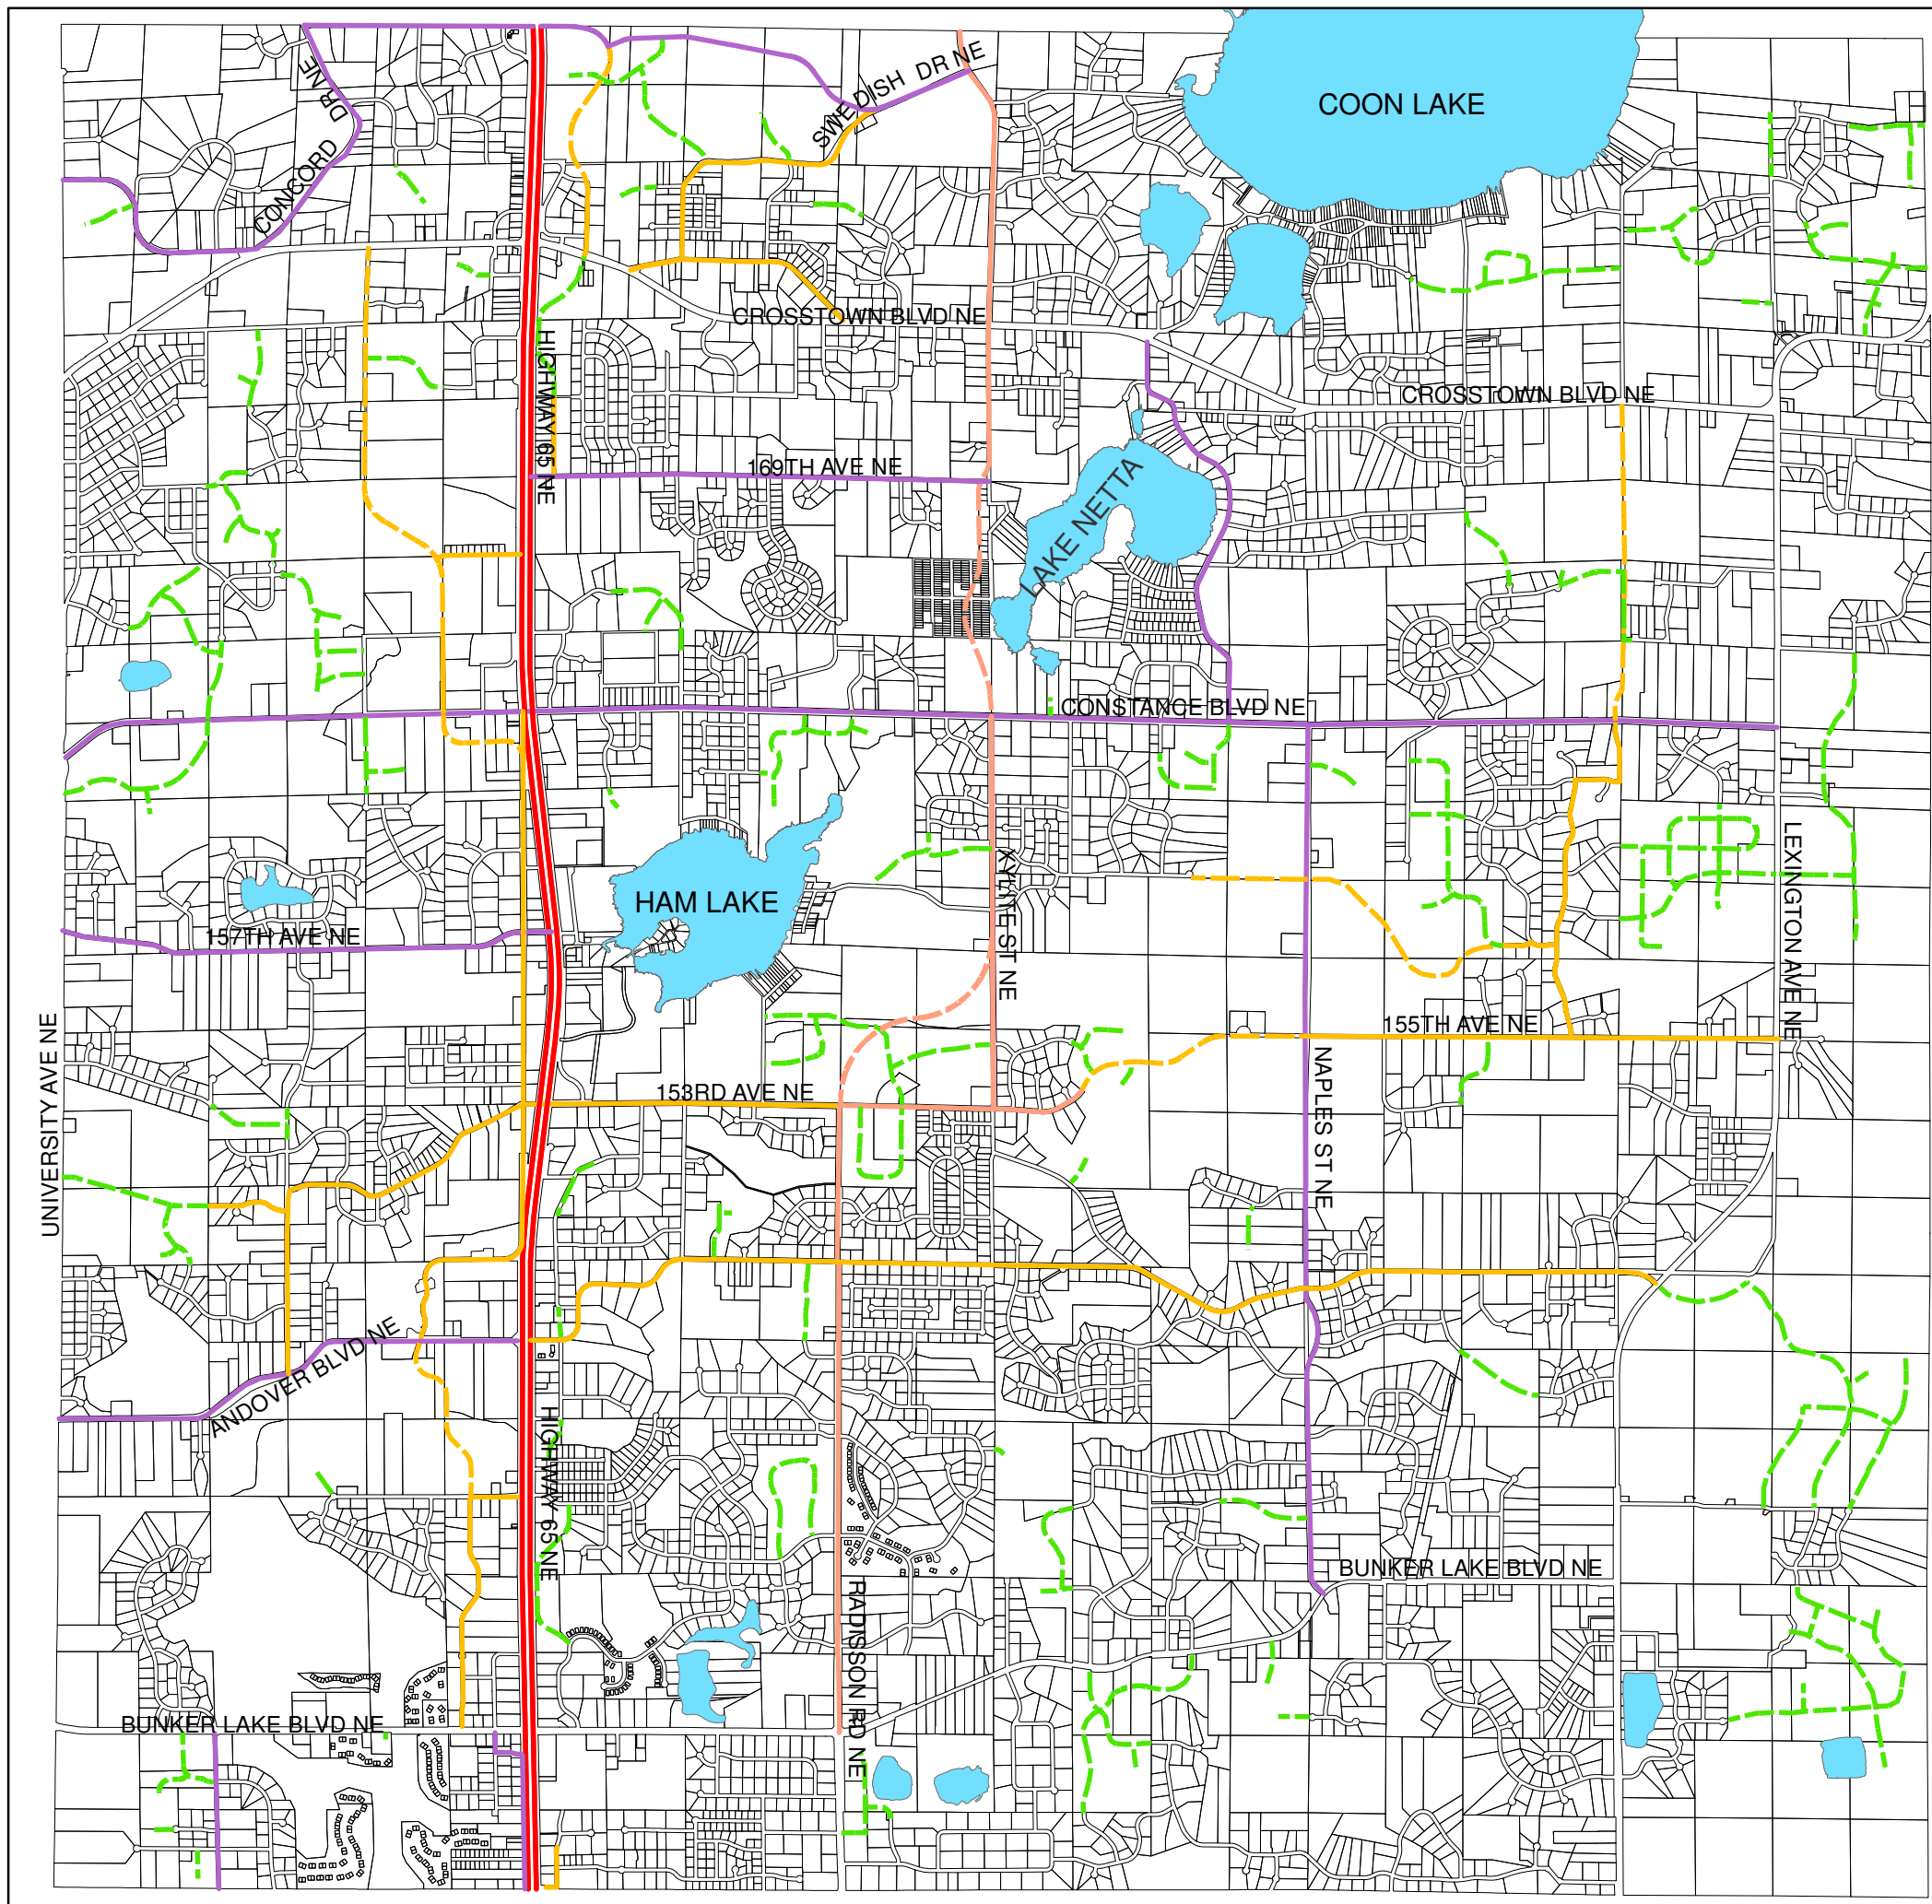 COON LAKE
SWEDISH DR NE
CONCORD DR NE
CROSSTOWN BLVD NE
HIGHWAY 65 NE
CROSSTOWN BLVD NE
169TH AVE NE
LAKE NETTA
CONSTANCE BLVD NE
HAM LAKE
KYLITE ST NE
LEXINGTON AVE NE
157TH AVE NE
155TH AVE NE
UNIVERSITY AVE NE
153RD AVE NE
NAPLES ST NE
ANDOVER BLVD NE
HIGHWAY 65 NE
BUNKER LAKE BLVD NE
RADISSON RD NE
BUNKER LAKE BLVD NE